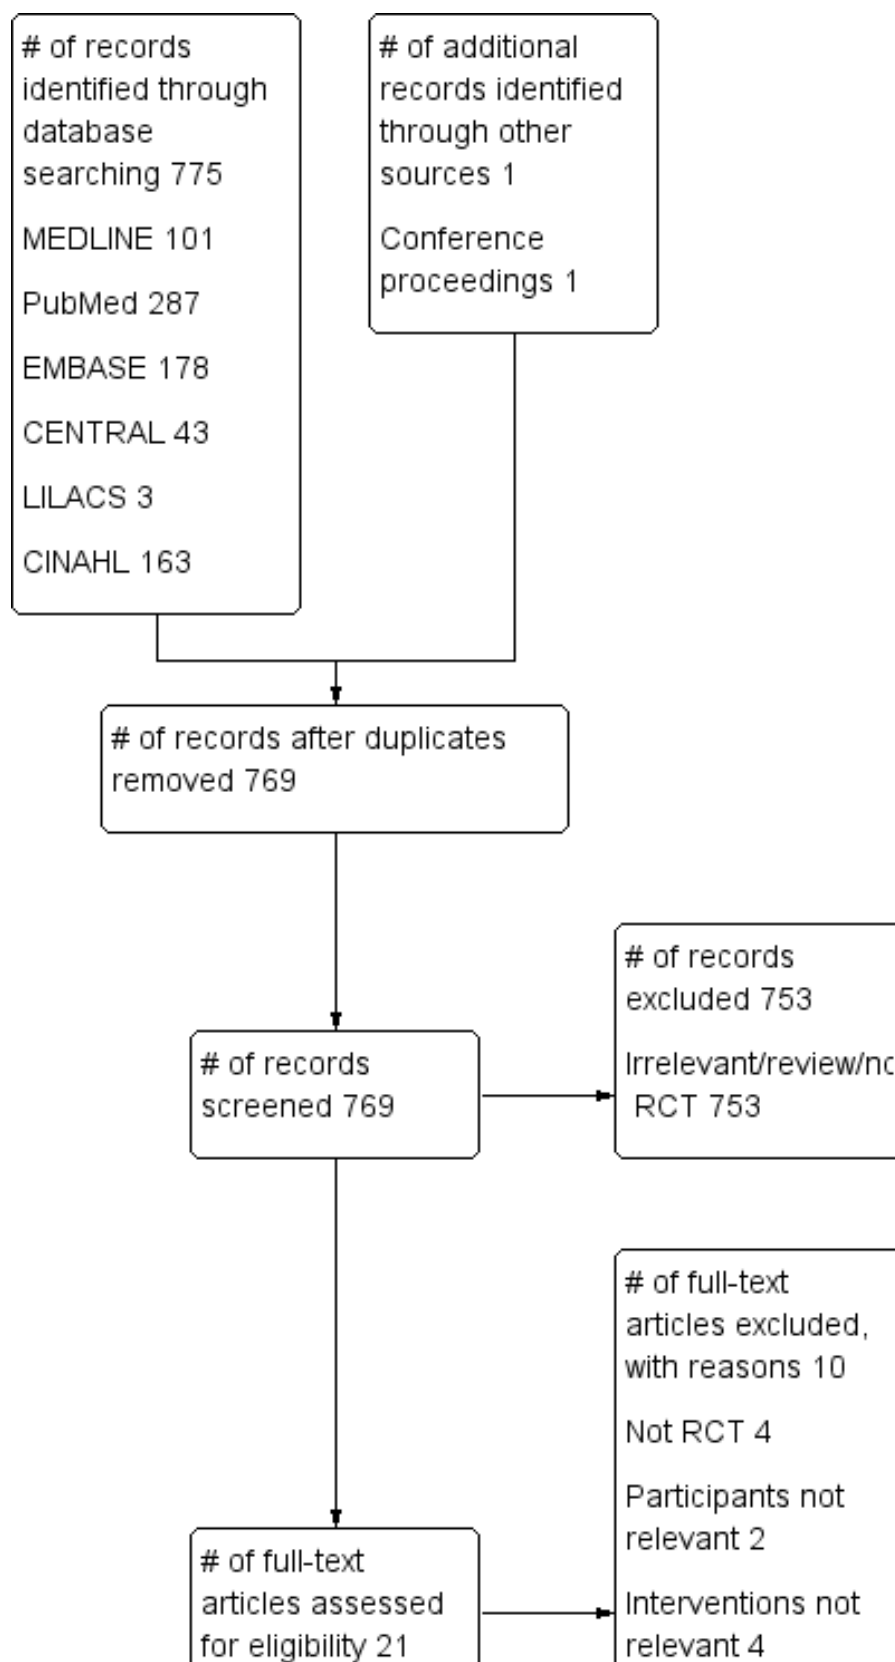 # of records
identified through
database
searching 775
MEDLINE 101
PubMed 287
EMBASE 178
CENTRAL 43
LILACS 3
CINAHL 163
# of additional
records identified
through other
sources 1
Conference
proceedings 1
# of records after duplicates
removed 769
# of records
screened 769
# of records
excluded 753
Irrelevant/review/no
RCT 753
# of full-text
articles assessed
for eligibility 21
# of full-text
articles excluded,
with reasons 10
Not RCT 4
Participants not
relevant 2
Interventions not
relevant 4